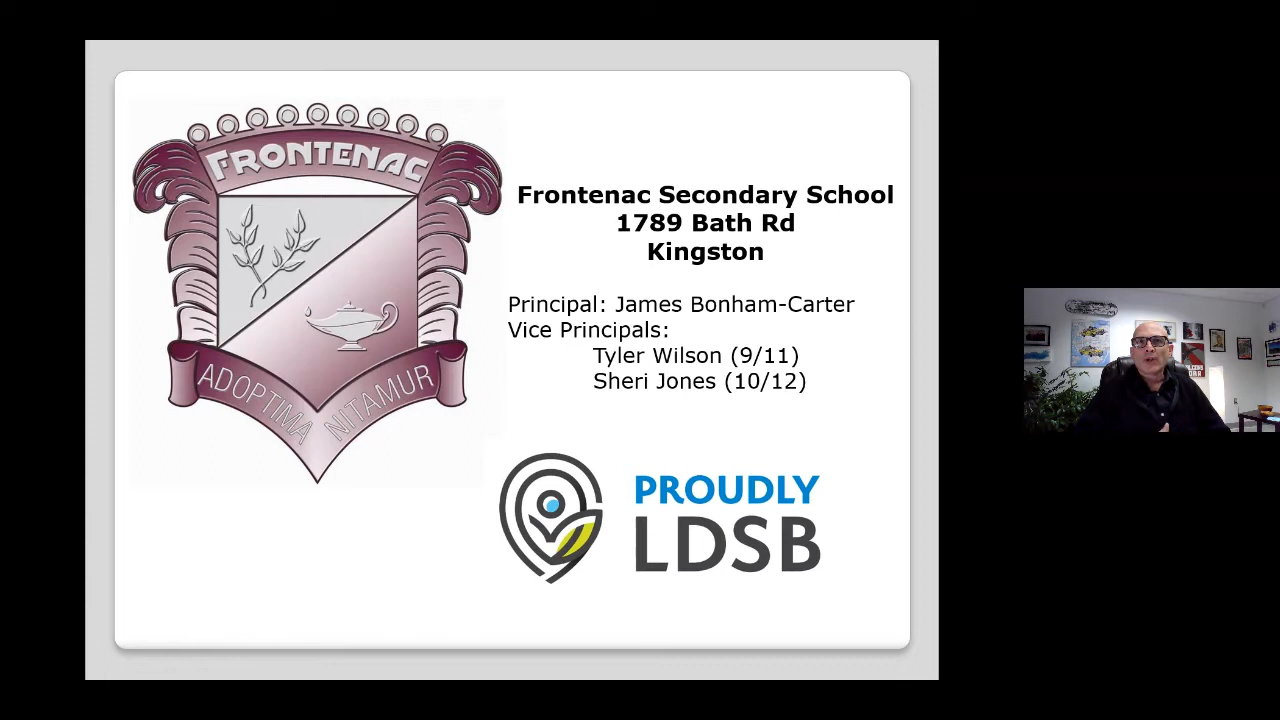 FRONTENAC
ADOPTIMA NITAMUR
Frontenac Secondary School
1789 Bath Rd
Kingston
Principal: James Bonham-Carter
Vice Principals:
Tyler Wilson (9/11)
Sheri Jones (10/12)
PROUDLY
LDSB